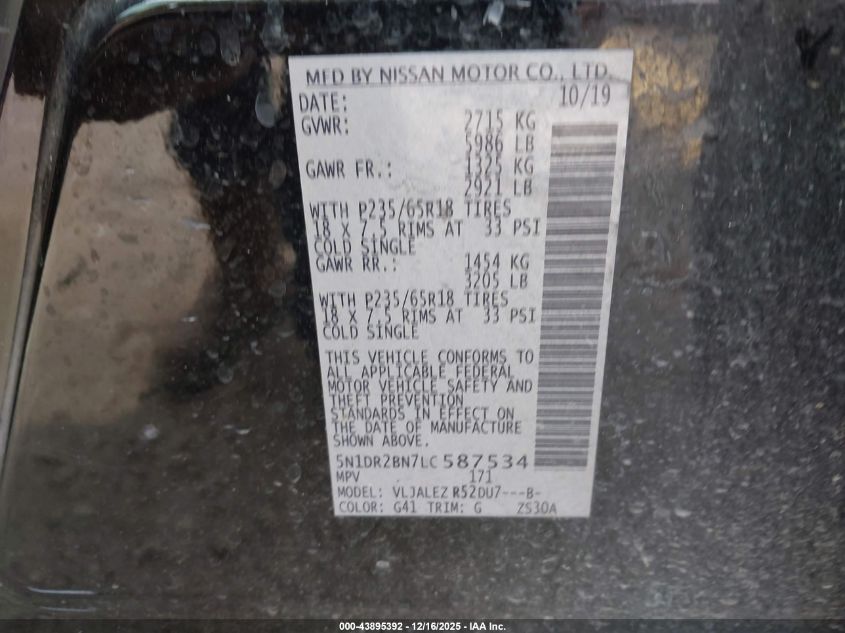 MFD BY NISSAN MOTOR CO., LTD.
DATE: 10/19
GVWR: 2715 KG
5986 LB
GAWR FR.: 1325 KG
2921 LB
WITH P235/65R18 TIRES
18 X 7.5 RIMS AT 33 PSI
COLD SINGLE
GAWR RR.: 1454 KG
3205 LB
WITH P235/65R18 TIRES
18 X 7.5 RIMS AT 33 PSI
COLD SINGLE
THIS VEHICLE CONFORMS TO
ALL APPLICABLE FEDERAL
MOTOR VEHICLE SAFETY AND
THEFT PREVENTION
STANDARDS IN EFFECT ON
THE DATE OF MANUFACTURE
SHOWN ABOVE.
5N1DR2BN7LC587534
MPV 171
MODEL: VLJALEZ R52DU7---B-
COLOR: G41 TRIM: G ZS30A
000-43895392 - 12/16/2025 - IAA Inc.